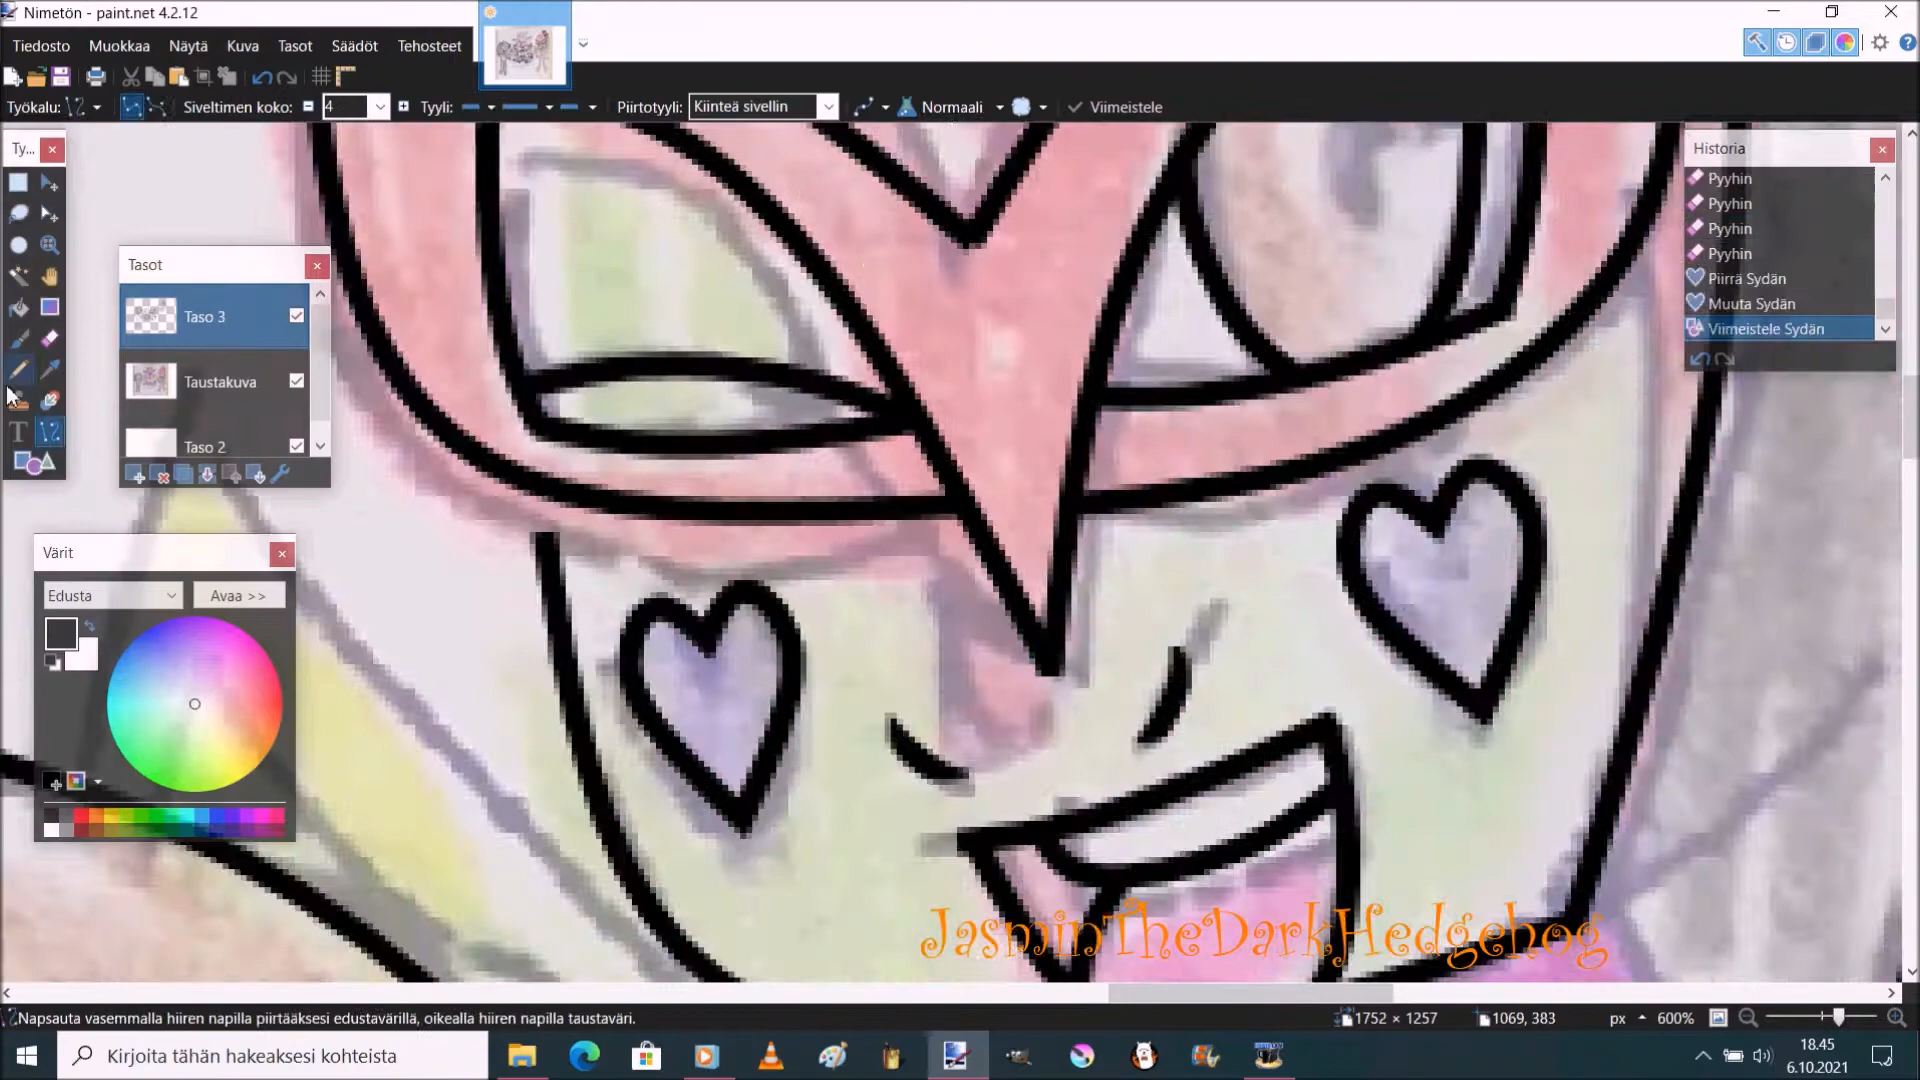 Nimetön - paint.net 4.2.12
Tiedosto Muokkaa Näytä Kuva Tasot Säädöt Tehosteet
Työkalu: Siveltimen koko: 4 Tyyli: Piirtotyyli: Kiinteä sivellin Normaali Viimeistele
Ty...
Historia
Pyyhin
Pyyhin
Pyyhin
Pyyhin
Piirrä Sydän
Muuta Sydän
Viimeistele Sydän
Tasot
Taso 3
Taustakuva
Taso 2
Värit
Edusta Avaa >>
JasminTheDarkHedgehog
Napsauta vasemmalla hiiren napilla piirtääksesi edustavärillä, oikealla hiiren napilla taustaväri. 1752 × 1257 1069, 383 px 600%
Kirjoita tähän hakeaksesi kohteista
18.45
6.10.2021